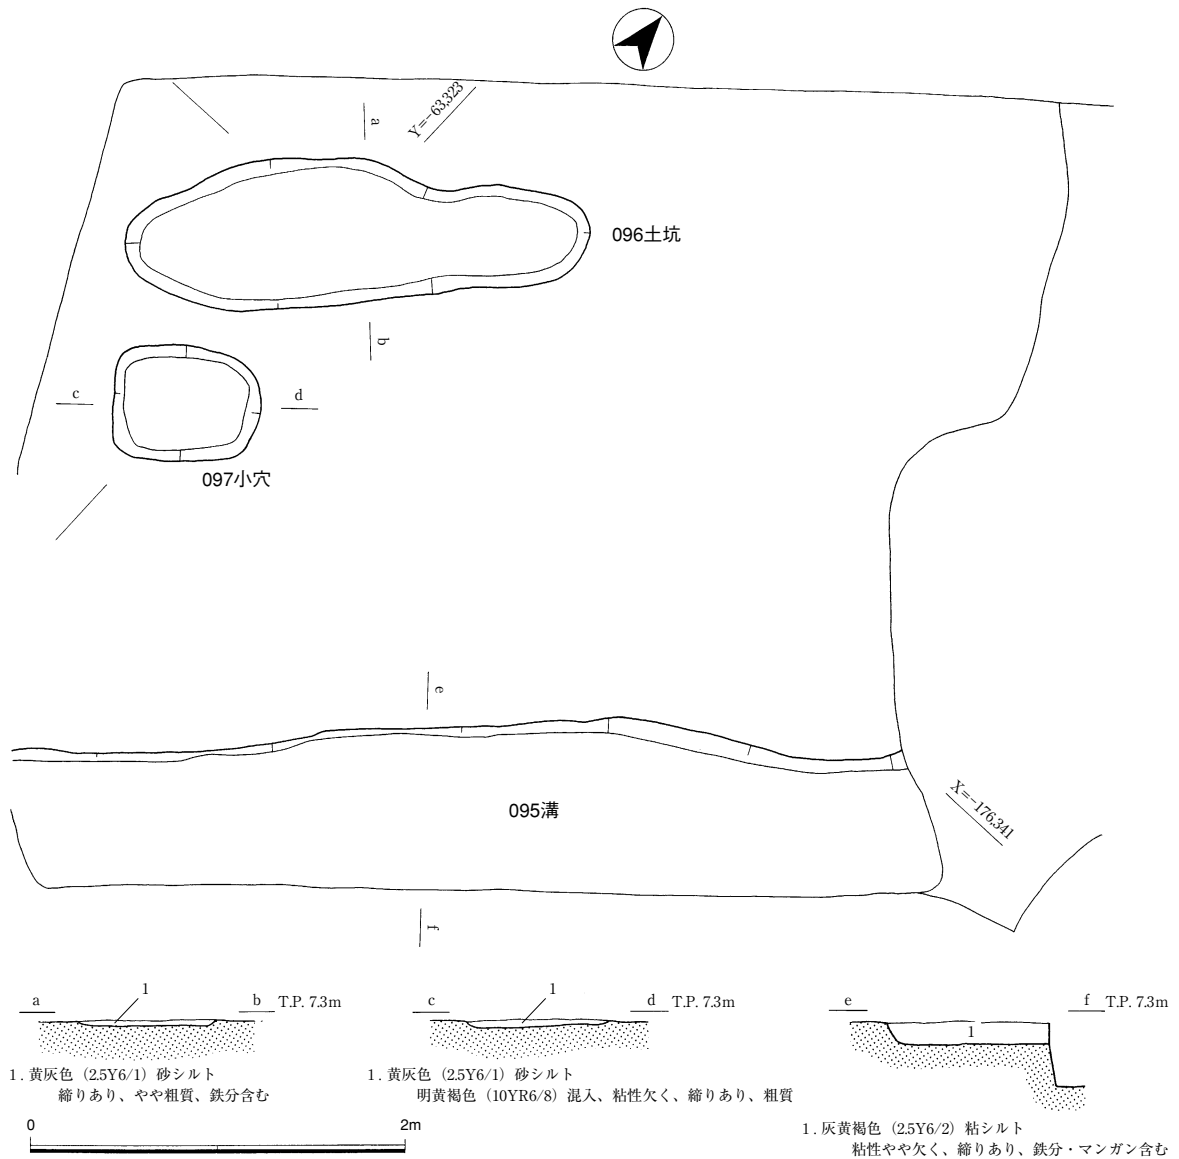 a
Y=-63,323
096土坑
b
c
d
097小穴
e
095溝
X=-176,341
f
a
1
b
T.P. 7.3m
c
1
d
T.P. 7.3m
e
f
T.P. 7.3m
1
1．黄灰色（2.5Y6/1）砂シルト
締りあり、やや粗質、鉄分含む
1．黄灰色（2.5Y6/1）砂シルト
明黄褐色（10YR6/8）混入、粘性欠く、締りあり、粗質
1．灰黄褐色（2.5Y6/2）粘シルト
粘性やや欠く、締りあり、鉄分・マンガン含む
0
2m